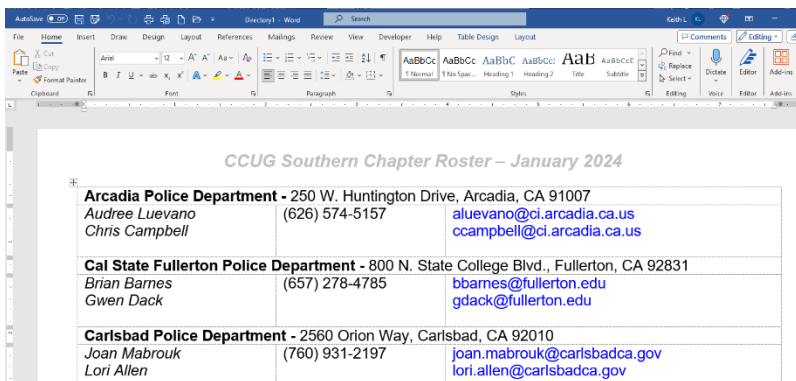 AutoSave On Directory1 - Word Search Keith L KL
File Home Insert Draw Design Layout References Mailings Review View Developer Help Table Design Layout Comments Editing
Paste Cut Copy Format Painter
Arial 12 A A Aa
B I U ab x x A A
AaBbCc AaBbCc AaBbC AaBbCcI AaB AaBbCcE
Normal No Spac... Heading 1 Heading 2 Title Subtitle
Find Replace Select Dictate Editor Add-ins
Clipboard Font Paragraph Styles Editing Voice Editor Add-ins
CCUG Southern Chapter Roster – January 2024
Arcadia Police Department - 250 W. Huntington Drive, Arcadia, CA 91007
Audree Luevano (626) 574-5157 aluevano@ci.arcadia.ca.us
Chris Campbell ccampbell@ci.arcadia.ca.us
Cal State Fullerton Police Department - 800 N. State College Blvd., Fullerton, CA 92831
Brian Barnes (657) 278-4785 bbarnes@fullerton.edu
Gwen Dack gdack@fullerton.edu
Carlsbad Police Department - 2560 Orion Way, Carlsbad, CA 92010
Joan Mabrouk (760) 931-2197 joan.mabrouk@carlsbadca.gov
Lori Allen lori.allen@carlsbadca.gov